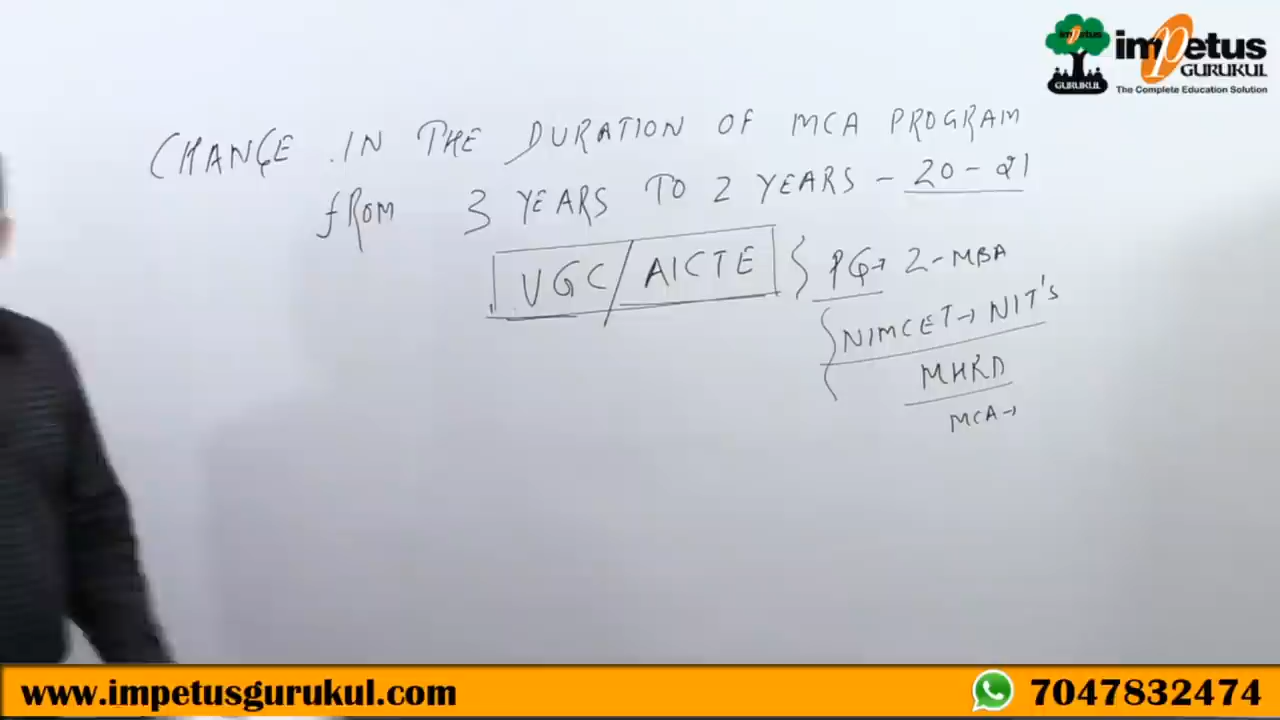 impetus
GURUKUL
The Complete Education Solution
impetus
GURUKUL
CHANGE IN THE DURATION OF MCA PROGRAM
FROM 3 YEARS TO 2 YEARS - 20-21
UGC/AICTE } PG→ 2-MBA
NIMCET→ NIT's
MHRD
MCA→
www.impetusgurukul.com
7047832474